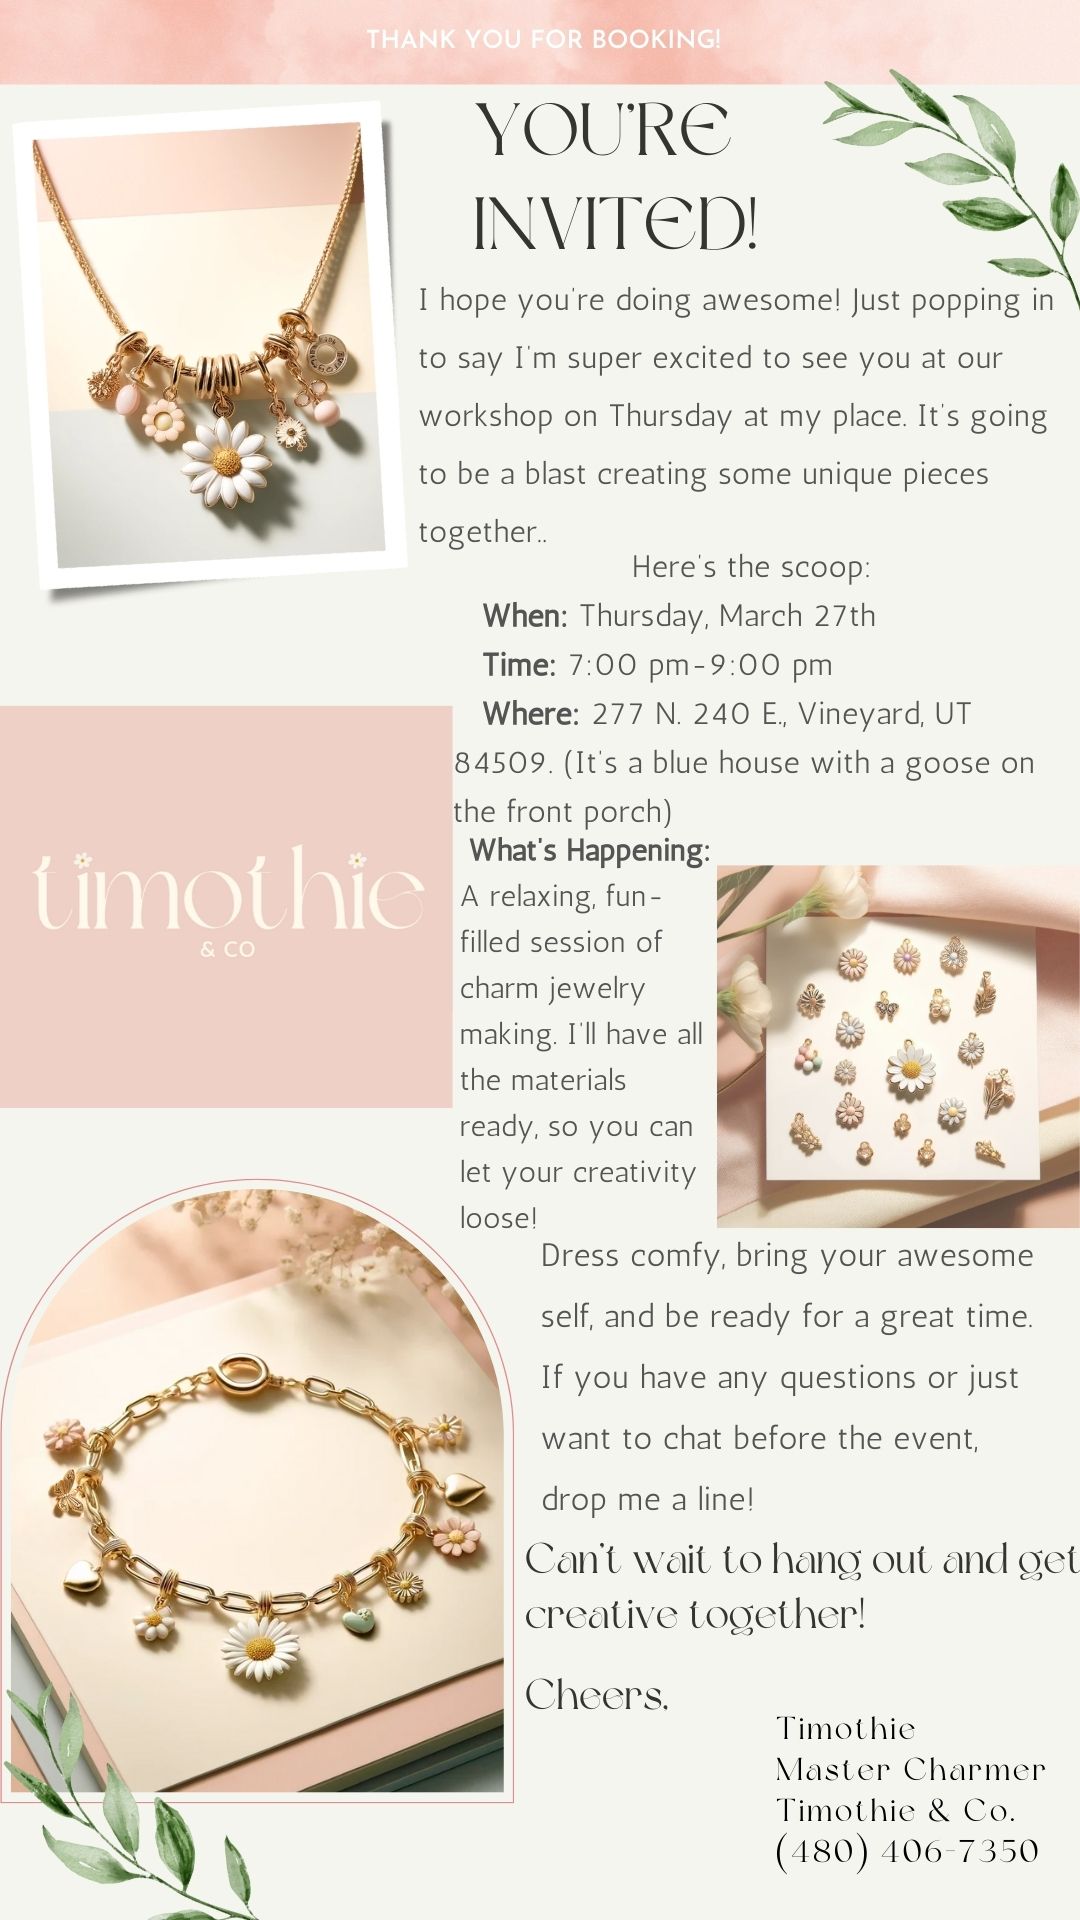 THANK YOU FOR BOOKING!
YOU'RE
INVITED!
I hope you're doing awesome! Just popping in
to say I'm super excited to see you at our
workshop on Thursday at my place. It's going
to be a blast creating some unique pieces
together..
Here's the scoop:
When: Thursday, March 27th
Time: 7:00 pm-9:00 pm
Where: 277 N. 240 E., Vineyard, UT
84509. (It's a blue house with a goose on
the front porch)
timothie
& CO
What's Happening:
A relaxing, fun-
filled session of
charm jewelry
making. I'll have all
the materials
ready, so you can
let your creativity
loose!
Dress comfy, bring your awesome
self, and be ready for a great time.
If you have any questions or just
want to chat before the event,
drop me a line!
Can't wait to hang out and get
creative together!
Cheers,
Timothie
Master Charmer
Timothie & Co.
(480) 406-7350